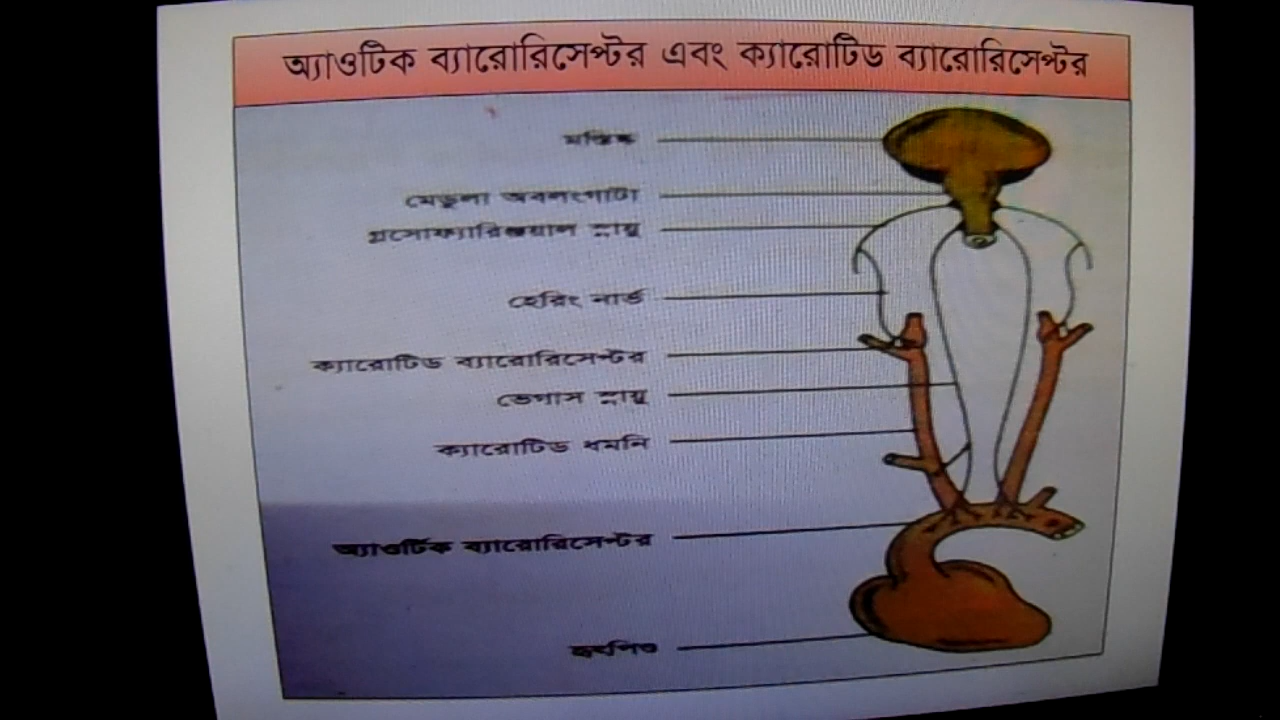 অ্যাওটিক ব্যারোরিসেপ্টর এবং ক্যারোটিড ব্যারোরিসেপ্টর
মস্তিষ্ক
মেডুলা অবলংগাটা
গ্লসোফ্যারিঞ্জিয়াল স্নায়ু
হেরিং নার্ভ
ক্যারোটিড ব্যারোরিসেপ্টর
ভেগাস স্নায়ু
ক্যারোটিড ধমনি
অ্যাওর্টিক ব্যারোরিসেপ্টর
হৃৎপিণ্ড